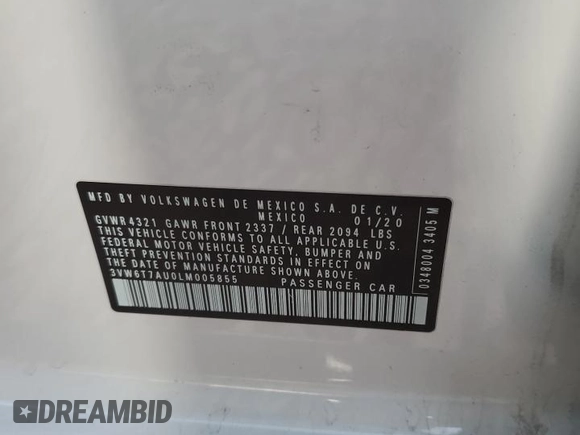 MFD BY VOLKSWAGEN DE MEXICO S.A. DE C.V.
MEXICO 01/20
GVWR 4321 GAWR FRONT 2337 / REAR 2094 LBS
THIS VEHICLE CONFORMS TO ALL APPLICABLE U.S.
FEDERAL MOTOR VEHICLE SAFETY, BUMPER AND
THEFT PREVENTION STANDARDS IN EFFECT ON
THE DATE OF MANUFACTURE SHOWN ABOVE.
3VW6T7AU0LM005855 PASSENGER CAR
0348004 3405 M
DREAMBID